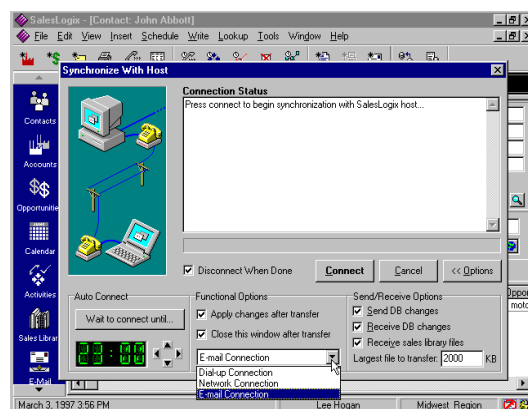 SalesLogix - [Contact: John Abbott]
File Edit View Insert Schedule Write Lookup Tools Window Help
Synchronize With Host
Connection Status
Press connect to begin synchronization with SalesLogix host...
Contacts
Accounts
Opportunitie
Calendar
Activities
Sales Librar
E-Mail
Disconnect When Done
Connect
Cancel
<< Options
Auto Connect
Wait to connect until...
23:00
Functional Options
Apply changes after transfer
Close this window after transfer
E-mail Connection
Dial-up Connection
Network Connection
E-mail Connection
Send/Receive Options
Send DB changes
Receive DB changes
Receive sales library files
Largest file to transfer: 2000 KB
Oppor
moto
March 3, 1997 3:56 PM
Lee Hogan
Midwest Region